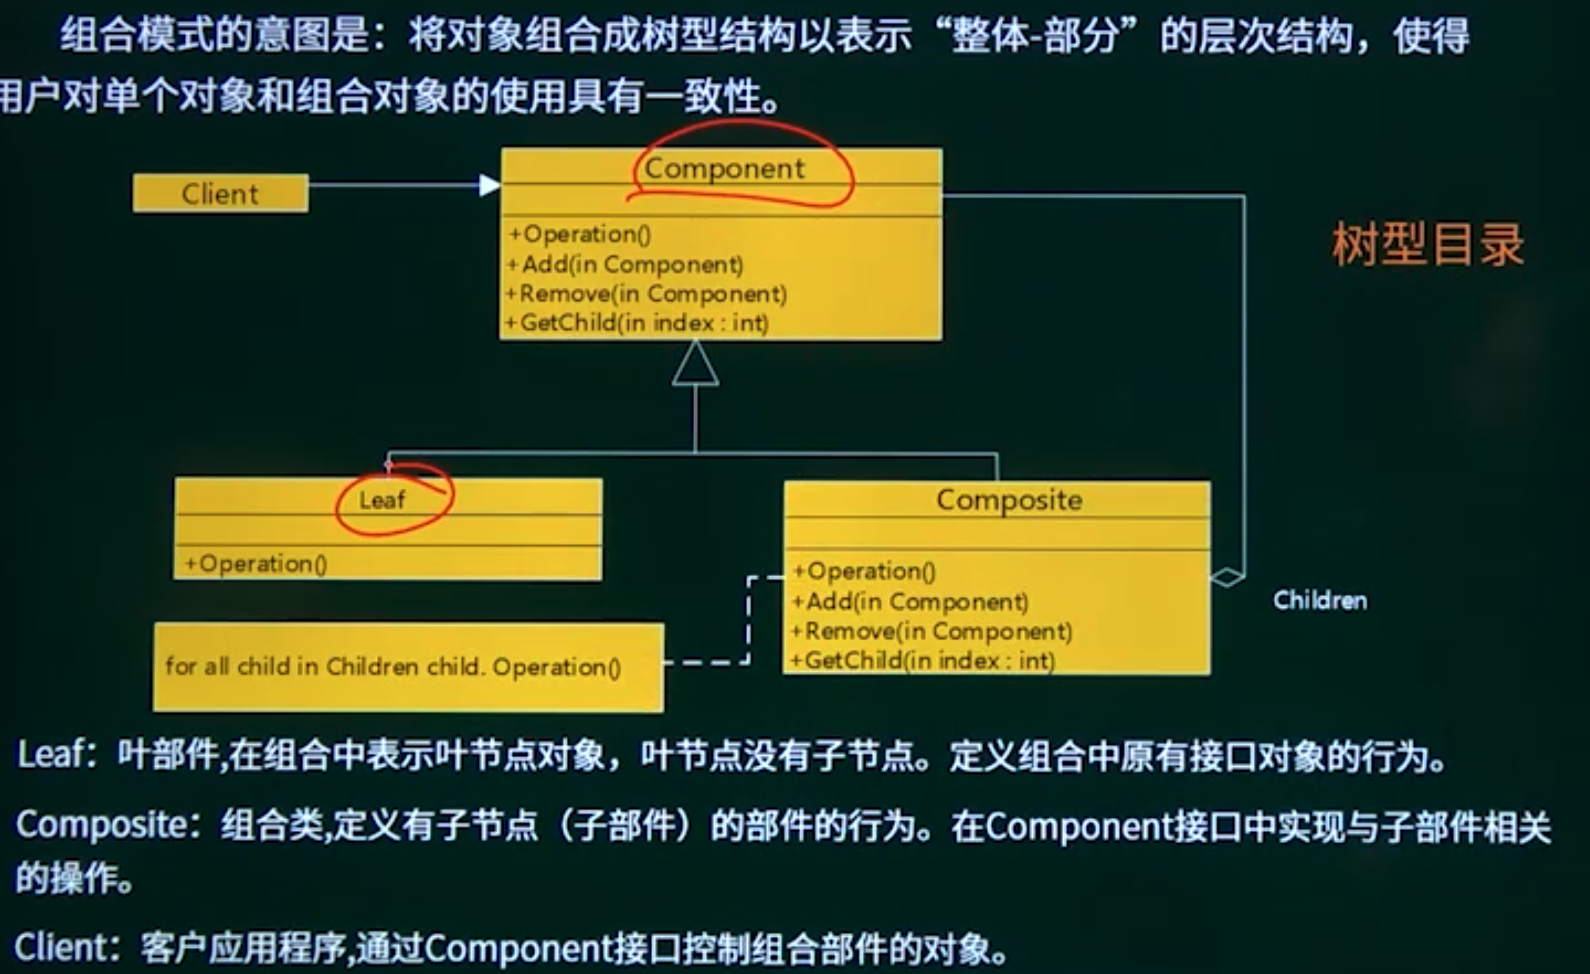 组合模式的意图是：将对象组合成树型结构以表示“整体-部分”的层次结构，使得
用户对单个对象和组合对象的使用具有一致性。
Client
Component
+Operation()
+Add(in Component)
+Remove(in Component)
+GetChild(in index : int)
树型目录
Leaf
+Operation()
Composite
+Operation()
+Add(in Component)
+Remove(in Component)
+GetChild(in index : int)
Children
for all child in Children child. Operation()
Leaf：叶部件,在组合中表示叶节点对象，叶节点没有子节点。定义组合中原有接口对象的行为。
Composite：组合类,定义有子节点（子部件）的部件的行为。在Component接口中实现与子部件相关
的操作。
Client：客户应用程序,通过Component接口控制组合部件的对象。